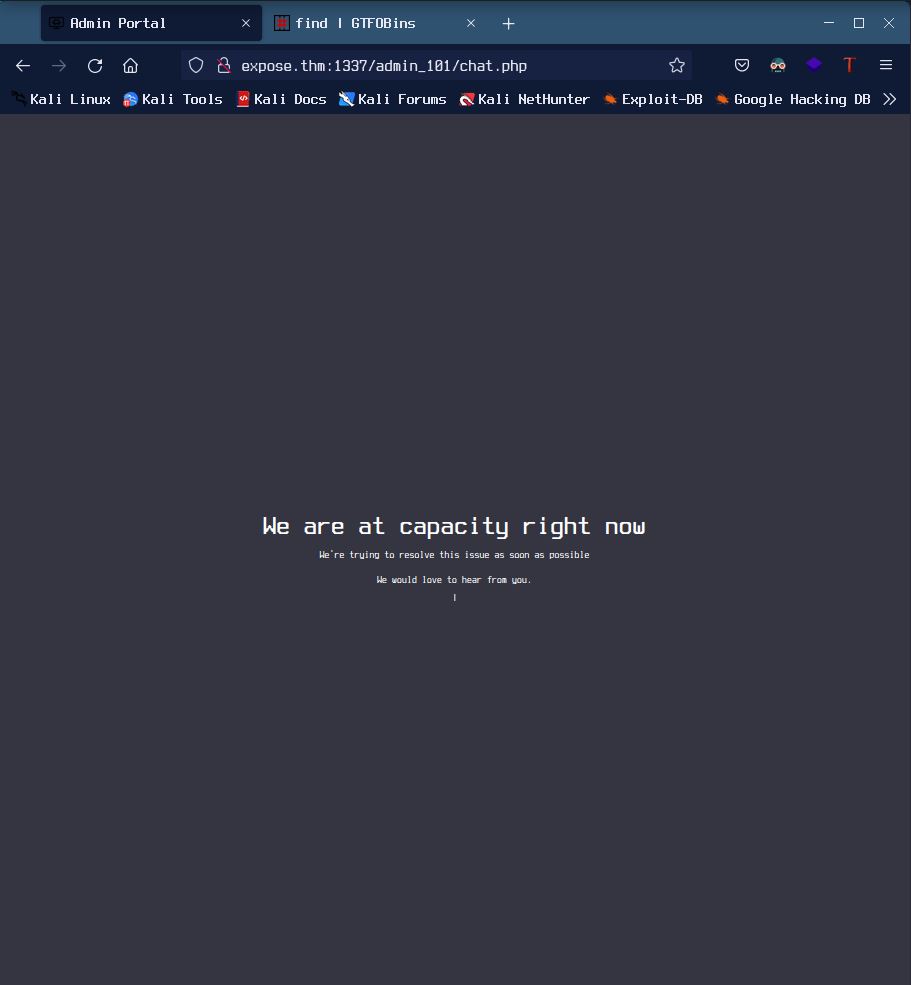 Admin Portal
find | GTFOBins
expose.thm:1337/admin_101/chat.php
Kali Linux Kali Tools Kali Docs Kali Forums Kali NetHunter Exploit-DB Google Hacking DB
We are at capacity right now
We're trying to resolve this issue as soon as possible
We would love to hear from you.
|